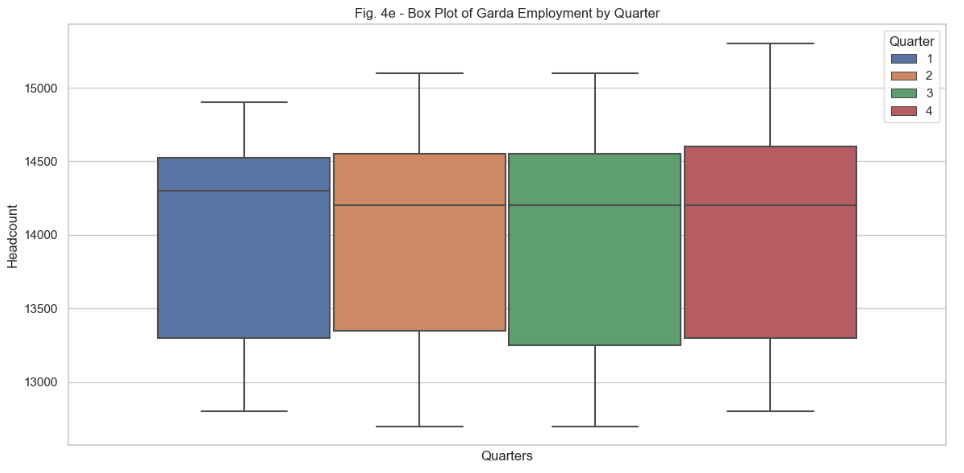 Fig. 4e - Box Plot of Garda Employment by Quarter
Quarter
1
2
3
4
15000
14500
14000
13500
13000
Headcount
Quarters